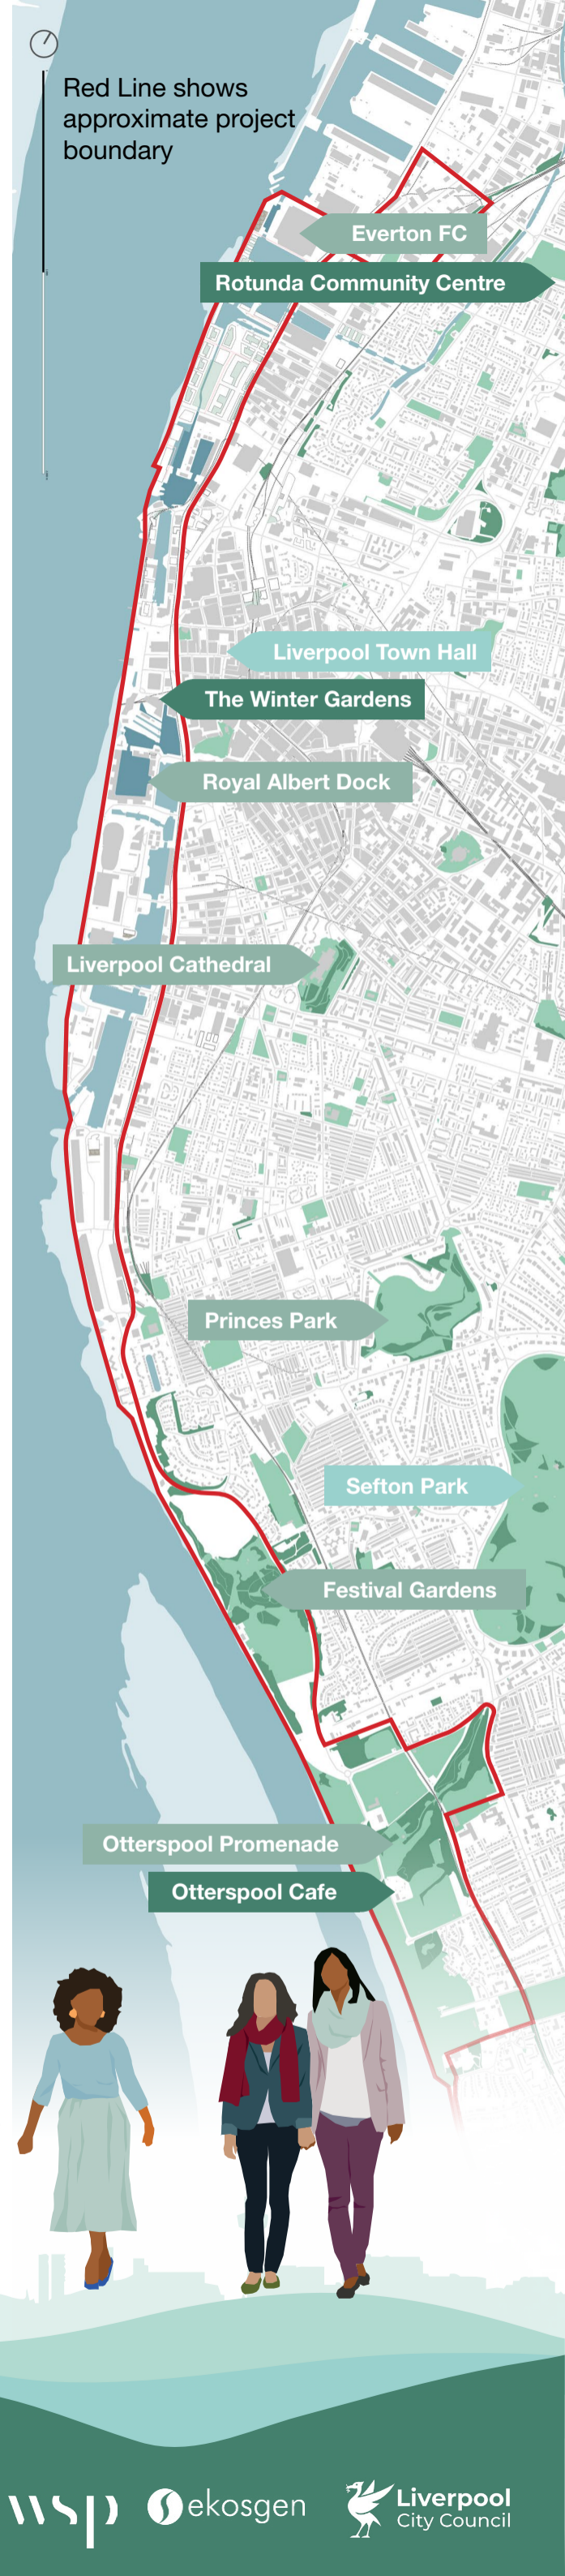 Red Line shows
approximate project
boundary
Everton FC
Rotunda Community Centre
Liverpool Town Hall
The Winter Gardens
Royal Albert Dock
Liverpool Cathedral
Princes Park
Sefton Park
Festival Gardens
Otterspool Promenade
Otterspool Cafe
wsp
ekosgen
Liverpool
City Council